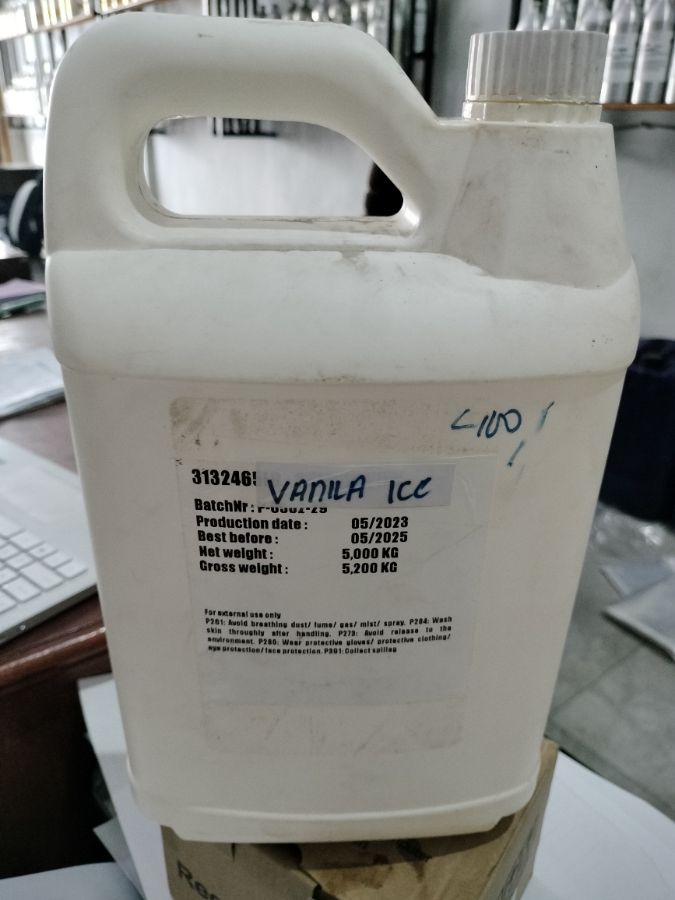 <100
3132465
VANILA ICE
BatchNr :
Production date : 05/2023
Best before : 05/2025
Net weight : 5,000 KG
Gross weight : 5,200 KG
For external use only
P261: Avoid breathing dust/ fume/ gas/ mist/ spray. P264: Wash
skin throughly after handling. P273: Avoid release to the
environment. P280: Wear protective gloves/ protective clothing/
eye protection/ face protection. P391: Collect spillag